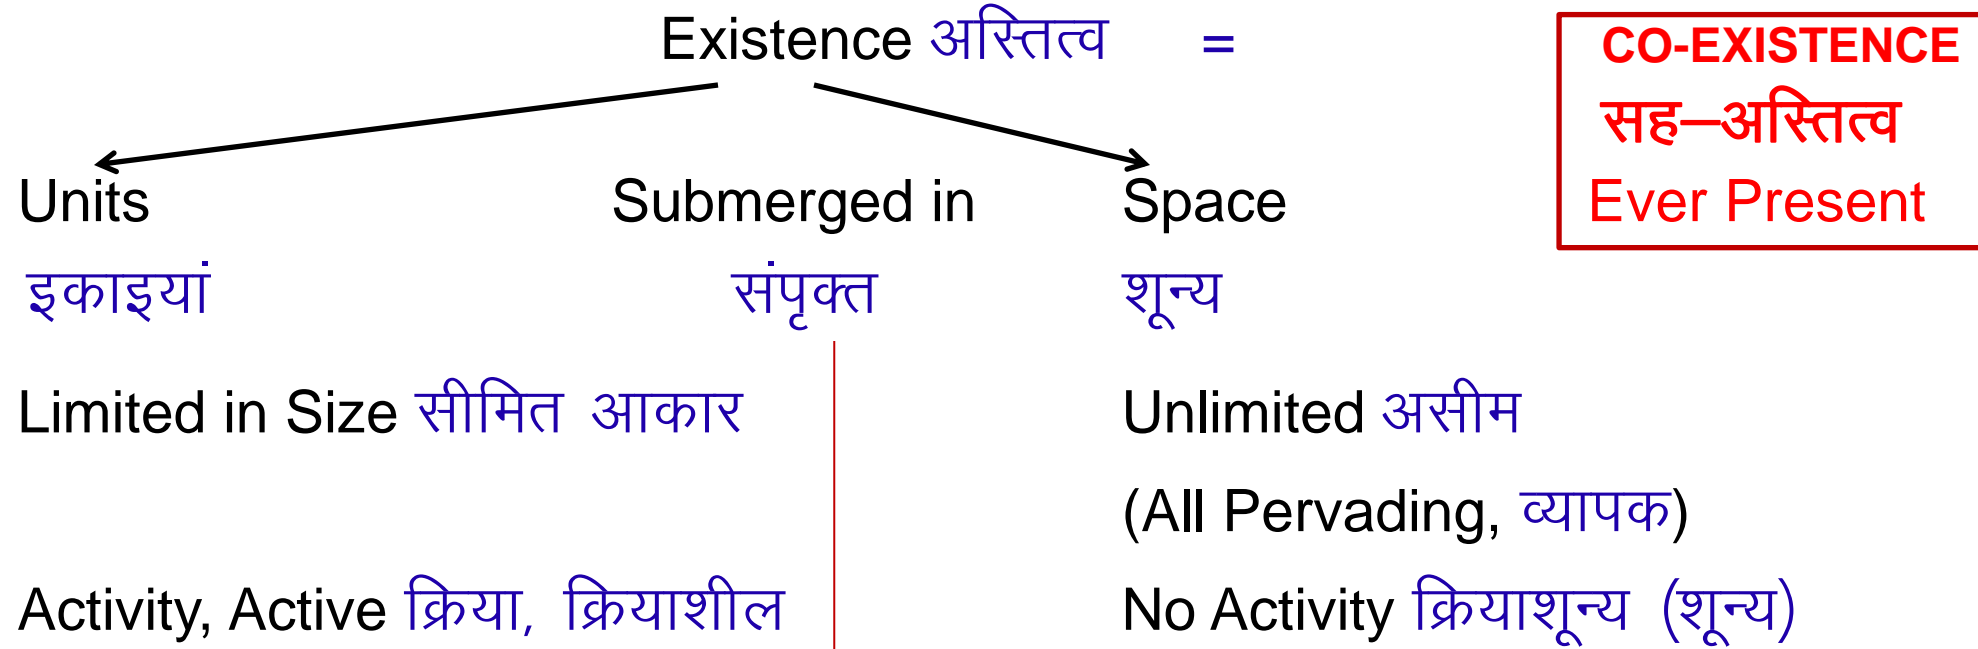 Existence अस्तित्व =
CO-EXISTENCE
सह–अस्तित्व
Ever Present
Units Submerged in Space
इकाइयां संपृक्त शून्य
Limited in Size सीमित आकार Unlimited असीम
(All Pervading, व्यापक)
Activity, Active क्रिया, क्रियाशील No Activity क्रियाशून्य (शून्य)